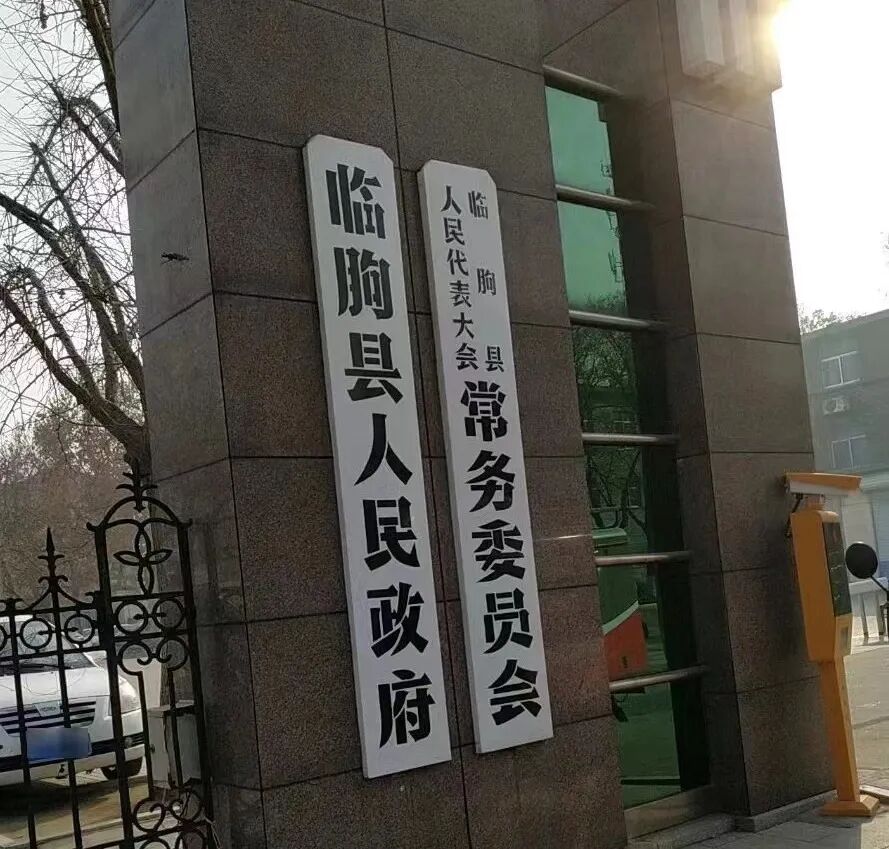 临朐县人民政府
临朐县
人民代表大会
常务委员会